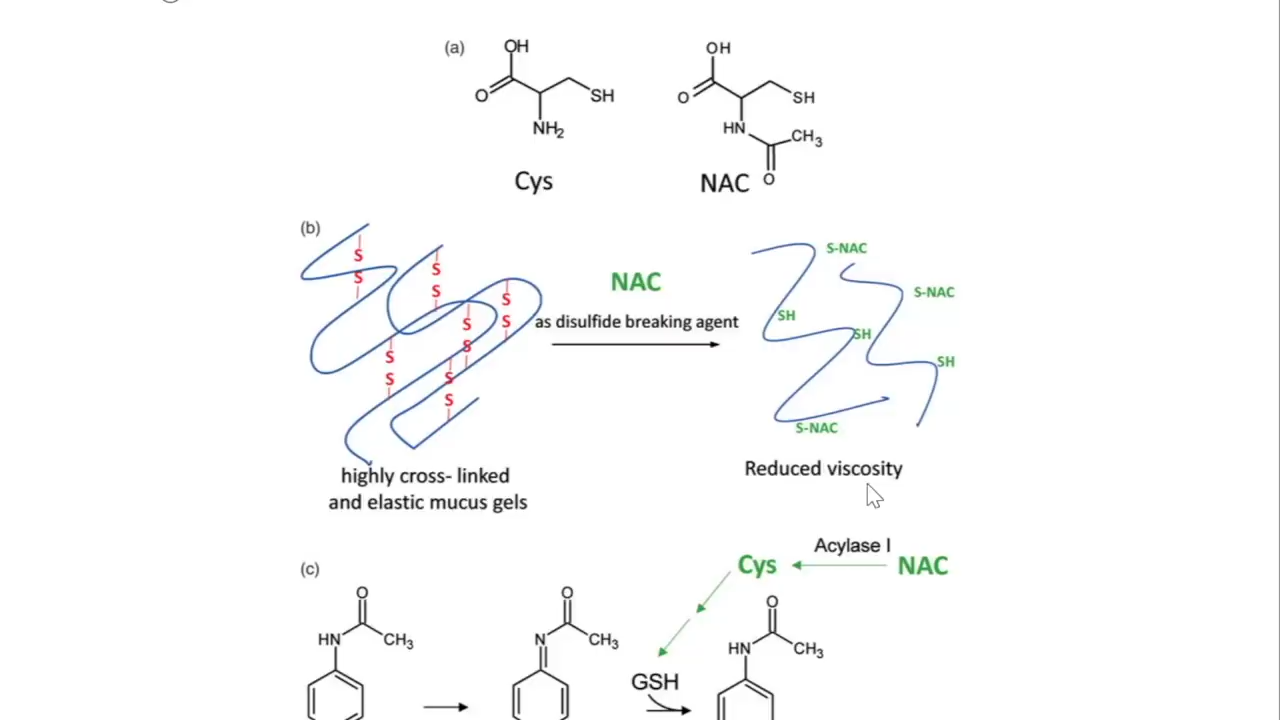 (a)
OH
O
SH
NH2
Cys
OH
O
SH
HN
CH3
O
NAC
(b)
S
S
S
S
S
S
S
S
S
S
S
S
highly cross- linked
and elastic mucus gels
NAC
as disulfide breaking agent
S-NAC
S-NAC
SH
SH
SH
S-NAC
Reduced viscosity
(c)
Cys
Acylase I
NAC
O
HN
CH3
O
N
CH3
GSH
O
HN
CH3